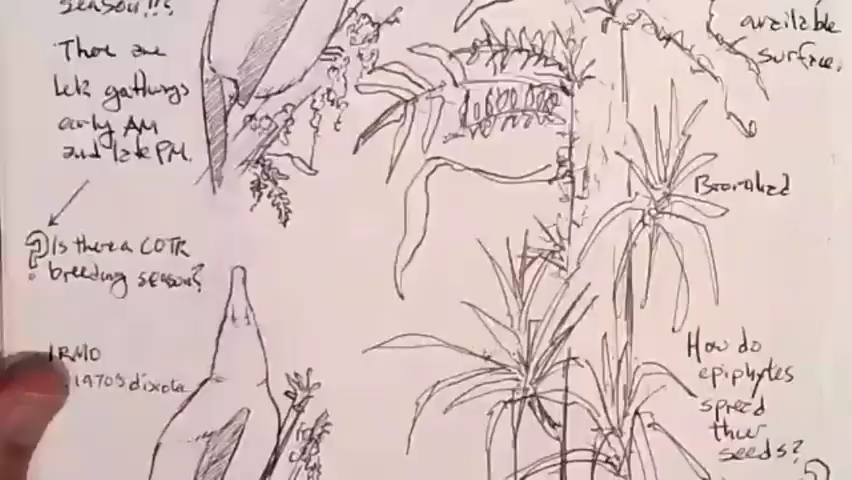 season!!!
There are
lek gatherings
early AM
and late PM.
Is there a COTR
breeding season?
IRMO
1970s
available
surface.
How do
epiphytes
spread
their
seeds?